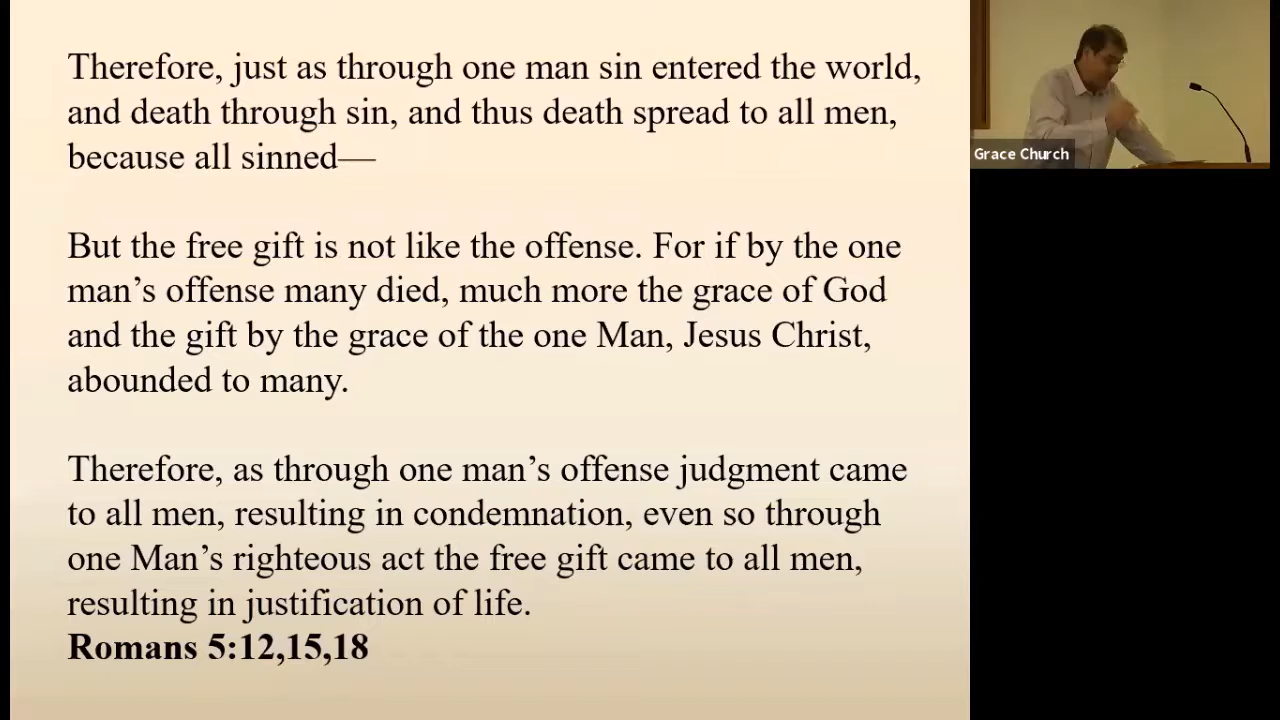 Therefore, just as through one man sin entered the world,
and death through sin, and thus death spread to all men,
because all sinned—
But the free gift is not like the offense. For if by the one
man’s offense many died, much more the grace of God
and the gift by the grace of the one Man, Jesus Christ,
abounded to many.
Therefore, as through one man’s offense judgment came
to all men, resulting in condemnation, even so through
one Man’s righteous act the free gift came to all men,
resulting in justification of life.
Romans 5:12,15,18
Grace Church